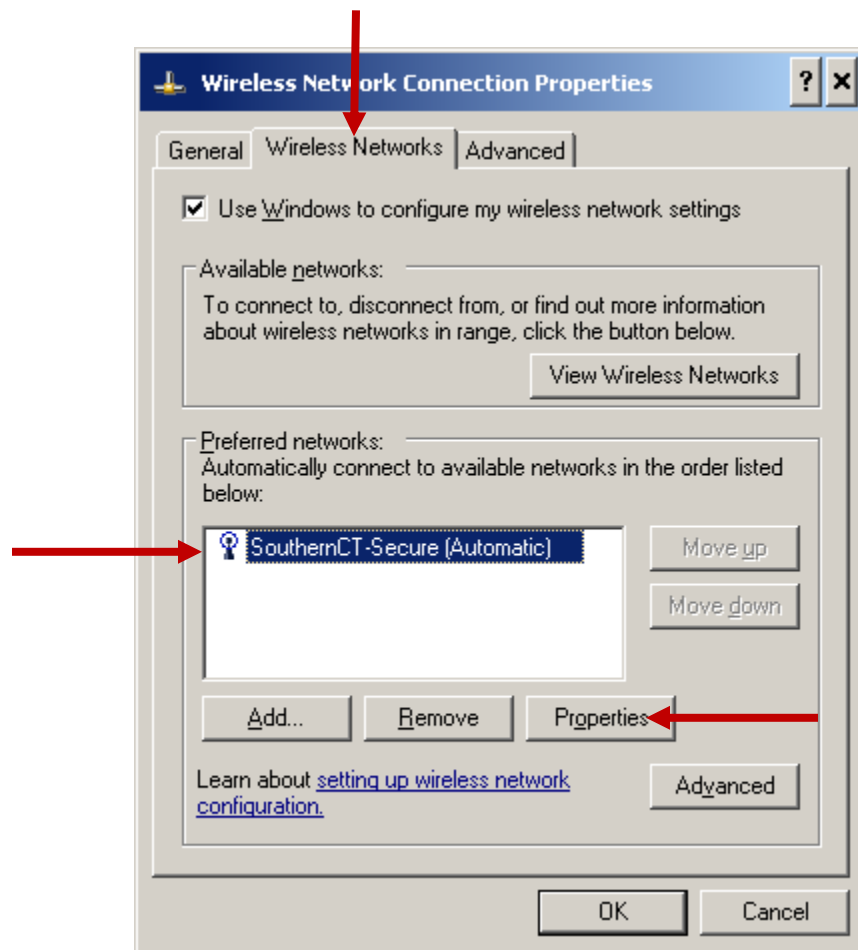 Wireless Network Connection Properties
General Wireless Networks Advanced
Use Windows to configure my wireless network settings
Available networks:
To connect to, disconnect from, or find out more information
about wireless networks in range, click the button below.
View Wireless Networks
Preferred networks:
Automatically connect to available networks in the order listed
below:
SouthernCT-Secure (Automatic)
Move up
Move down
Add... Remove Properties
Learn about setting up wireless network
configuration.
Advanced
OK Cancel